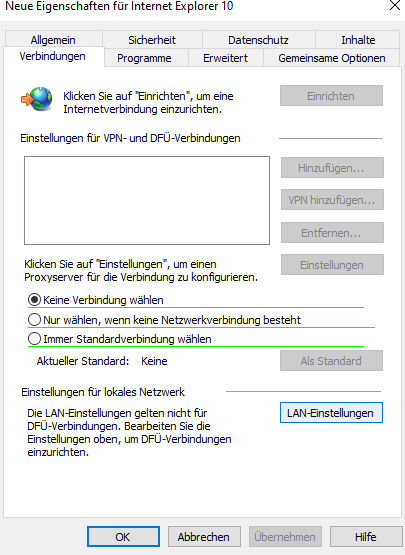 Neue Eigenschaften für Internet Explorer 10
Allgemein
Sicherheit
Datenschutz
Inhalte
Verbindungen
Programme
Erweitert
Gemeinsame Optionen
Klicken Sie auf "Einrichten", um eine
Internetverbindung einzurichten.
Einrichten
Einstellungen für VPN- und DFÜ-Verbindungen
Hinzufügen...
VPN hinzufügen...
Entfernen...
Klicken Sie auf "Einstellungen", um einen
Proxyserver für die Verbindung zu konfigurieren.
Einstellungen
Keine Verbindung wählen
Nur wählen, wenn keine Netzwerkverbindung besteht
Immer Standardverbindung wählen
Aktueller Standard: Keine
Als Standard
Einstellungen für lokales Netzwerk
Die LAN-Einstellungen gelten nicht für
DFÜ-Verbindungen. Bearbeiten Sie die
Einstellungen oben, um DFÜ-Verbindungen
einzurichten.
LAN-Einstellungen
OK
Abbrechen
Übernehmen
Hilfe